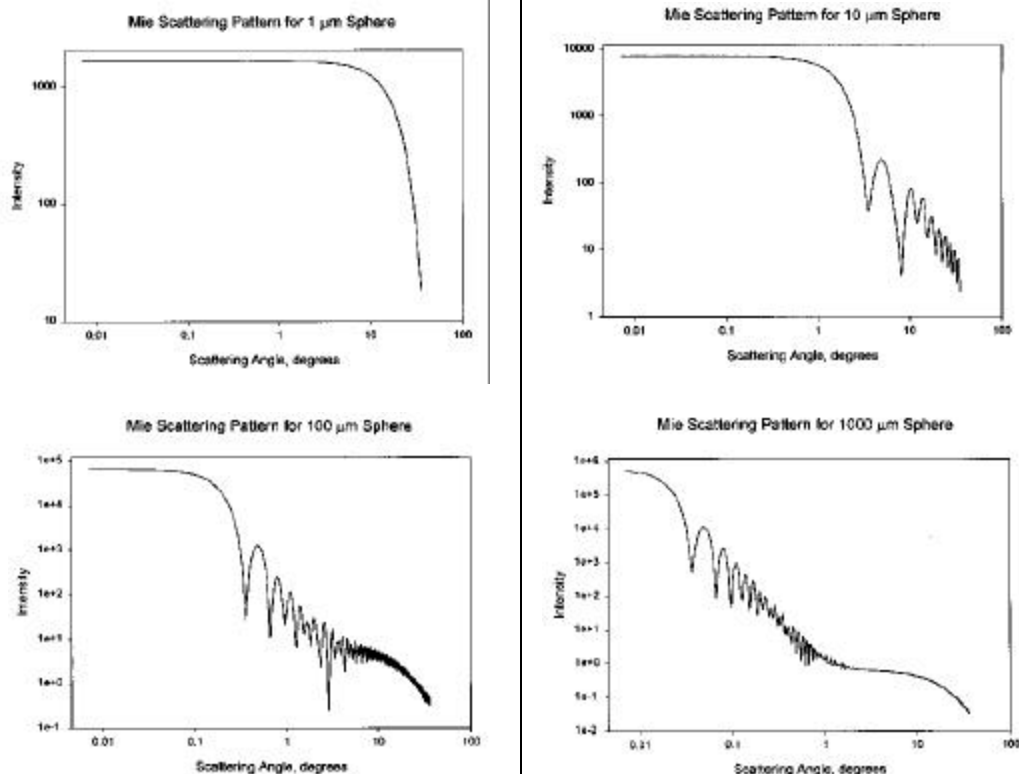 Mie Scattering Pattern for 1 µm Sphere
1000
100
10
Intensity
0.01 0.1 1 10 100
Scattering Angle, degrees
Mie Scattering Pattern for 10 µm Sphere
10000
1000
100
10
1
Intensity
0.01 0.1 1 10 100
Scattering Angle, degrees
Mie Scattering Pattern for 100 µm Sphere
1e+5
1e+4
1e+3
1e+2
1e+1
1e+0
1e-1
Intensity
0.01 0.1 1 10 100
Scattering Angle, degrees
Mie Scattering Pattern for 1000 µm Sphere
1e+6
1e+5
1e+4
1e+3
1e+2
1e+1
1e+0
1e-1
1e-2
Intensity
0.01 0.1 1 10 100
Scattering Angle, degrees